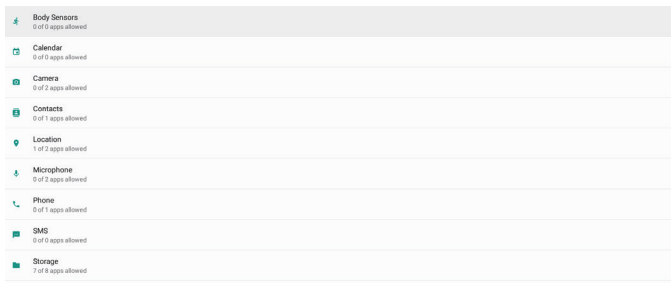 Body Sensors
0 of 0 apps allowed
Calendar
0 of 0 apps allowed
Camera
0 of 2 apps allowed
Contacts
0 of 1 apps allowed
Location
1 of 2 apps allowed
Microphone
0 of 2 apps allowed
Phone
0 of 1 apps allowed
SMS
0 of 0 apps allowed
Storage
7 of 8 apps allowed